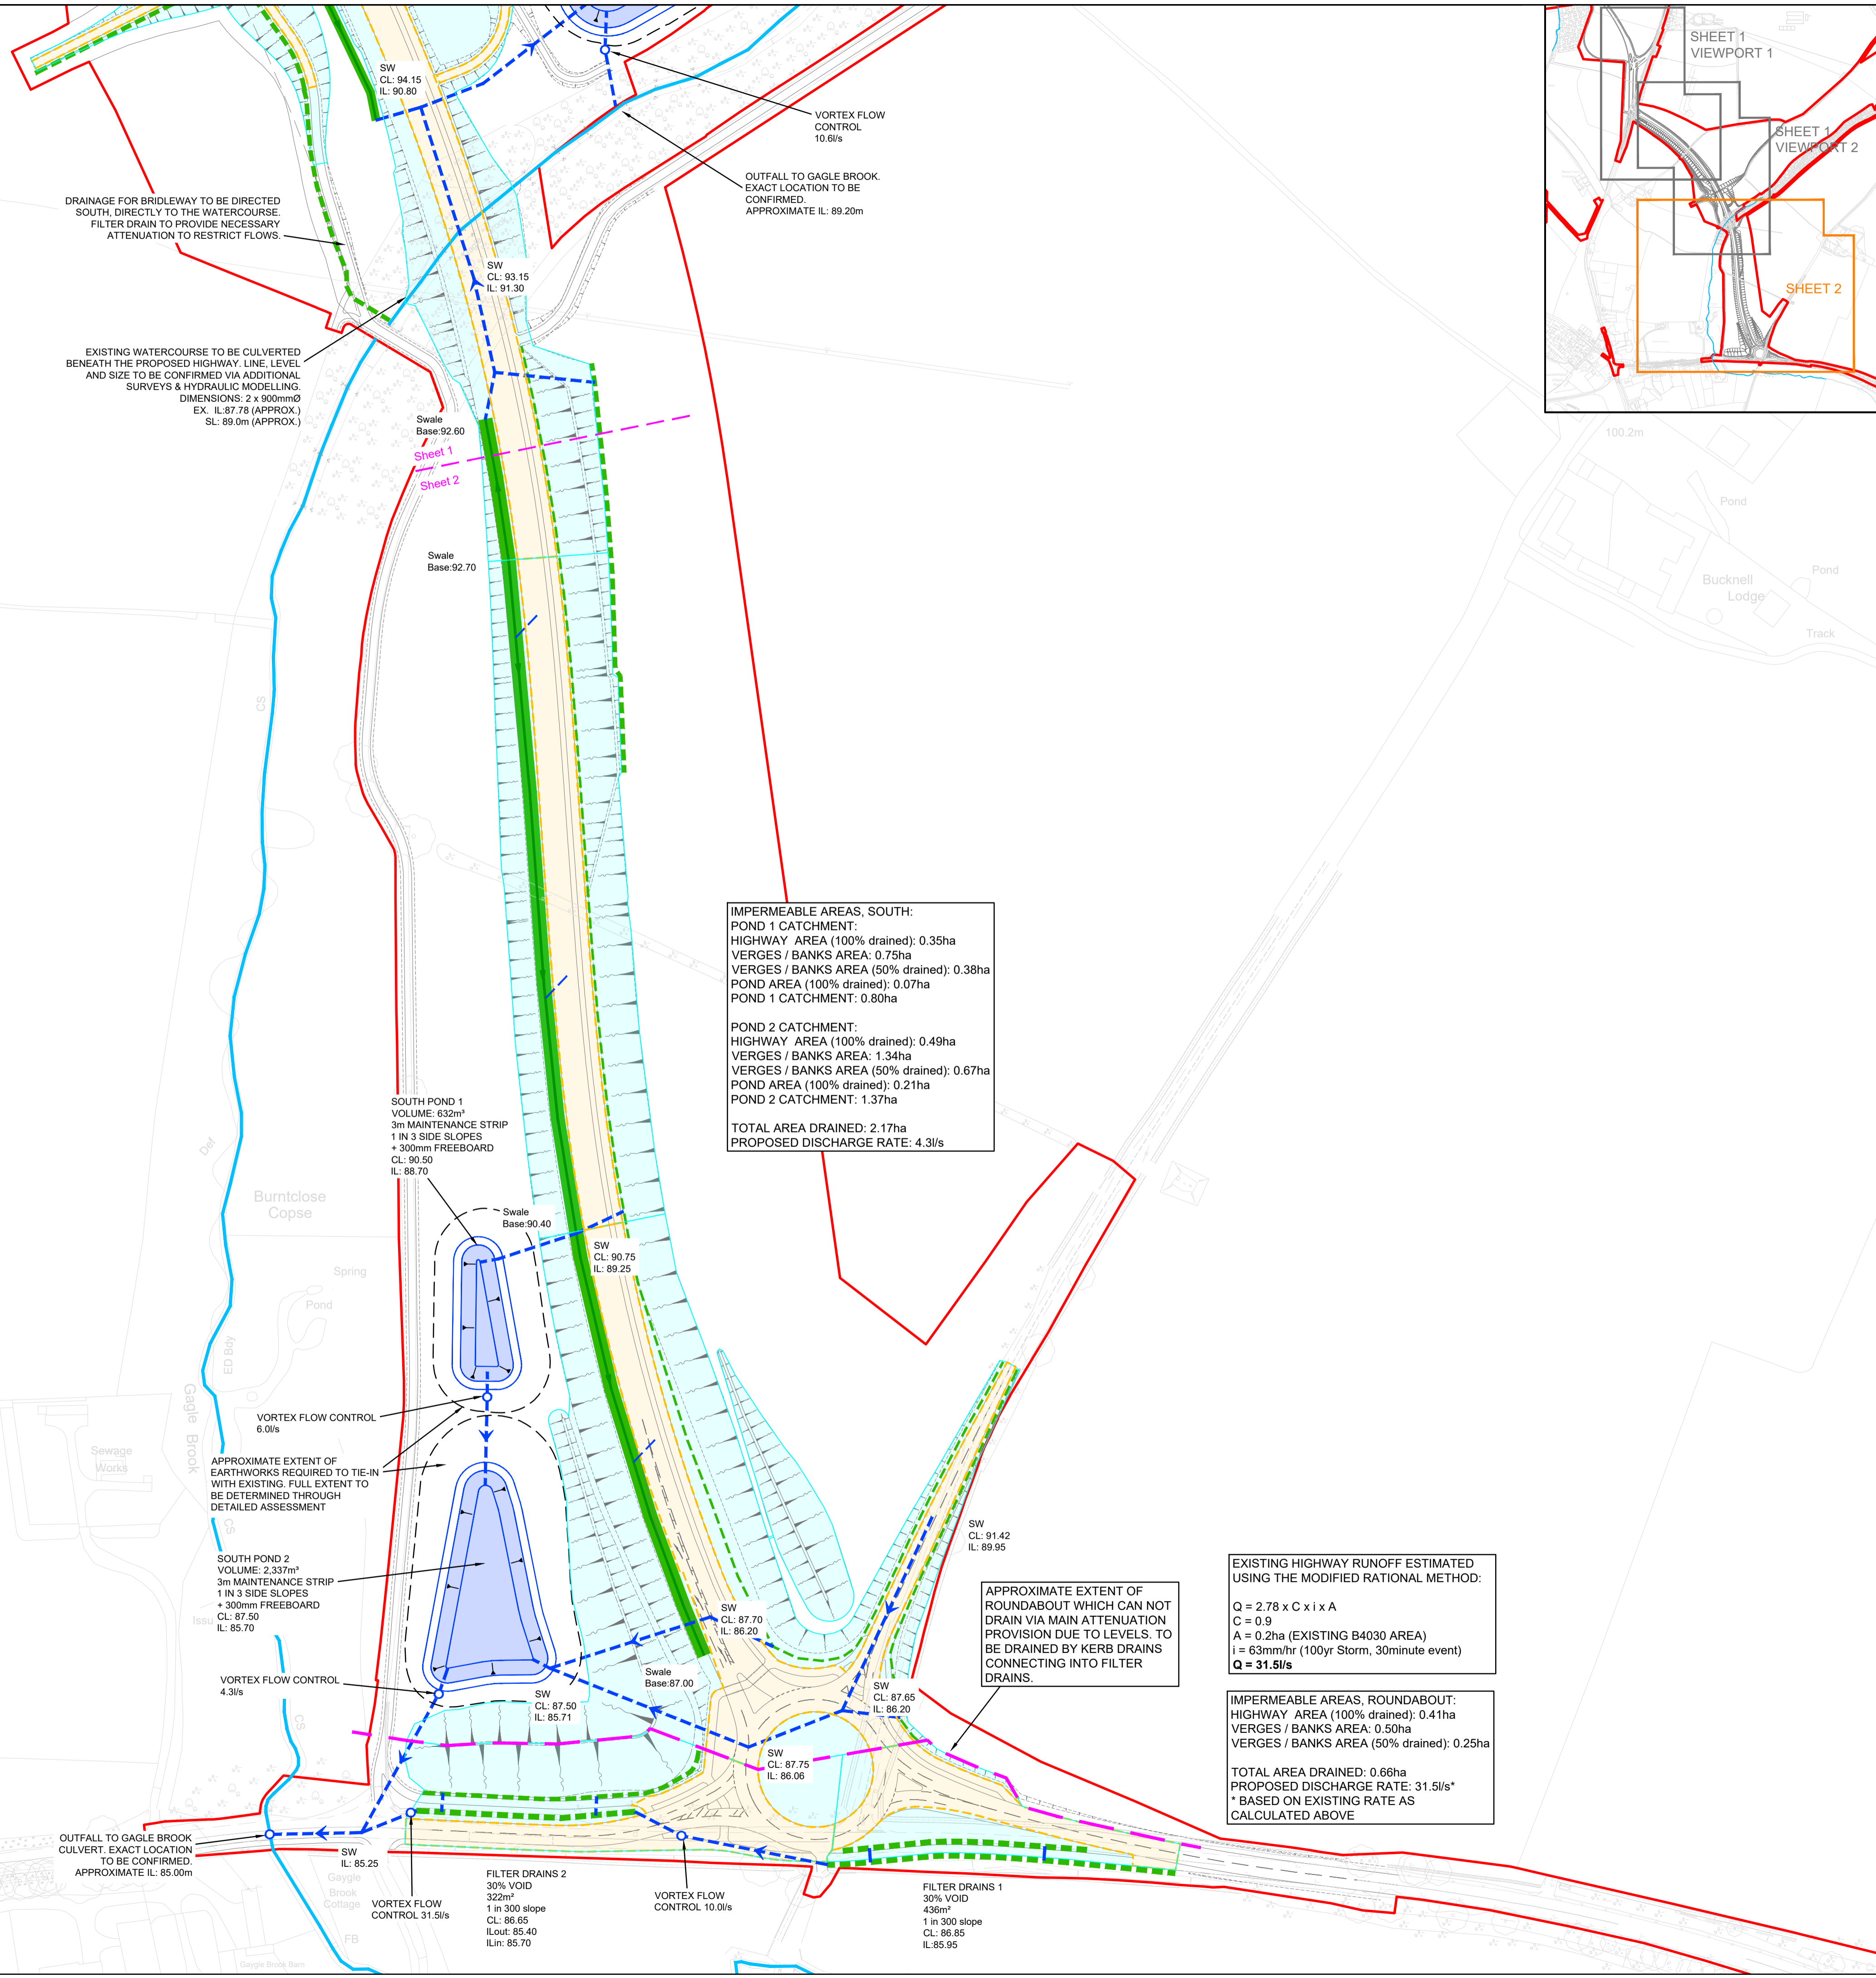 SW
CL: 94.15
IL: 90.80
VORTEX FLOW
CONTROL
10.6l/s
OUTFALL TO GAGLE BROOK.
EXACT LOCATION TO BE
CONFIRMED.
APPROXIMATE IL: 89.20m
DRAINAGE FOR BRIDLEWAY TO BE DIRECTED
SOUTH, DIRECTLY TO THE WATERCOURSE.
FILTER DRAIN TO PROVIDE NECESSARY
ATTENUATION TO RESTRICT FLOWS.
SW
CL: 93.15
IL: 91.30
EXISTING WATERCOURSE TO BE CULVERTED
BENEATH THE PROPOSED HIGHWAY. LINE, LEVEL
AND SIZE TO BE CONFIRMED VIA ADDITIONAL
SURVEYS & HYDRAULIC MODELLING.
DIMENSIONS: 2 x 900mmØ
EX.  IL:87.78 (APPROX.)
SL: 89.0m (APPROX.)
SHEET 1
VIEWPORT 1
SHEET 1
VIEWPORT 2
SHEET 2
Swale
Base:92.60
Sheet 1
Sheet 2
Swale
Base:92.70
100.2m
Pond
Pond
Bucknell
Lodge
Track
CS
IMPERMEABLE AREAS, SOUTH:
POND 1 CATCHMENT:
HIGHWAY  AREA (100% drained): 0.35ha
VERGES / BANKS AREA: 0.75ha
VERGES / BANKS AREA (50% drained): 0.38ha
POND AREA (100% drained): 0.07ha
POND 1 CATCHMENT: 0.80ha
POND 2 CATCHMENT:
HIGHWAY  AREA (100% drained): 0.49ha
VERGES / BANKS AREA: 1.34ha
VERGES / BANKS AREA (50% drained): 0.67ha
POND AREA (100% drained): 0.21ha
POND 2 CATCHMENT: 1.37ha
TOTAL AREA DRAINED: 2.17ha
PROPOSED DISCHARGE RATE: 4.3l/s
SOUTH POND 1
VOLUME: 632m³
3m MAINTENANCE STRIP
1 IN 3 SIDE SLOPES
+ 300mm FREEBOARD
CL: 90.50
IL: 88.70
Def
Burntclose
Copse
Swale
Base:90.40
SW
CL: 90.75
IL: 89.25
Spring
Pond
ED Bdy
Gagle Brook
VORTEX FLOW CONTROL
6.0l/s
Sewage
Works
APPROXIMATE EXTENT OF
EARTHWORKS REQUIRED TO TIE-IN
WITH EXISTING. FULL EXTENT TO
BE DETERMINED THROUGH
DETAILED ASSESSMENT
CS
SOUTH POND 2
VOLUME: 2,337m³
3m MAINTENANCE STRIP
1 IN 3 SIDE SLOPES
+ 300mm FREEBOARD
CL: 87.50
IL: 85.70
SW
CL: 91.42
IL: 89.95
APPROXIMATE EXTENT OF
ROUNDABOUT WHICH CAN NOT
DRAIN VIA MAIN ATTENUATION
PROVISION DUE TO LEVELS. TO
BE DRAINED BY KERB DRAINS
CONNECTING INTO FILTER
DRAINS.
EXISTING HIGHWAY RUNOFF ESTIMATED
USING THE MODIFIED RATIONAL METHOD:
Q = 2.78 x C x i x A
C = 0.9
A = 0.2ha (EXISTING B4030 AREA)
i = 63mm/hr (100yr Storm, 30minute event)
Q = 31.5l/s
SW
CL: 87.70
IL: 86.20
VORTEX FLOW CONTROL
4.3l/s
Swale
Base:87.00
SW
CL: 87.50
IL: 85.71
SW
CL: 87.65
IL: 86.20
IMPERMEABLE AREAS, ROUNDABOUT:
HIGHWAY  AREA (100% drained): 0.41ha
VERGES / BANKS AREA: 0.50ha
VERGES / BANKS AREA (50% drained): 0.25ha
TOTAL AREA DRAINED: 0.66ha
PROPOSED DISCHARGE RATE: 31.5l/s*
* BASED ON EXISTING RATE AS
CALCULATED ABOVE
CS
SW
CL: 87.75
IL: 86.06
OUTFALL TO GAGLE BROOK
CULVERT. EXACT LOCATION
TO BE CONFIRMED.
APPROXIMATE IL: 85.00m
SW
IL: 85.25
Gaygle
Brook
Cottage
FB
VORTEX FLOW
CONTROL 31.5l/s
FILTER DRAINS 2
30% VOID
322m²
1 in 300 slope
CL: 86.65
ILout: 85.40
ILin: 85.70
VORTEX FLOW
CONTROL 10.0l/s
FILTER DRAINS 1
30% VOID
436m²
1 in 300 slope
CL: 86.85
IL:85.95
Gaygle Brook Barn